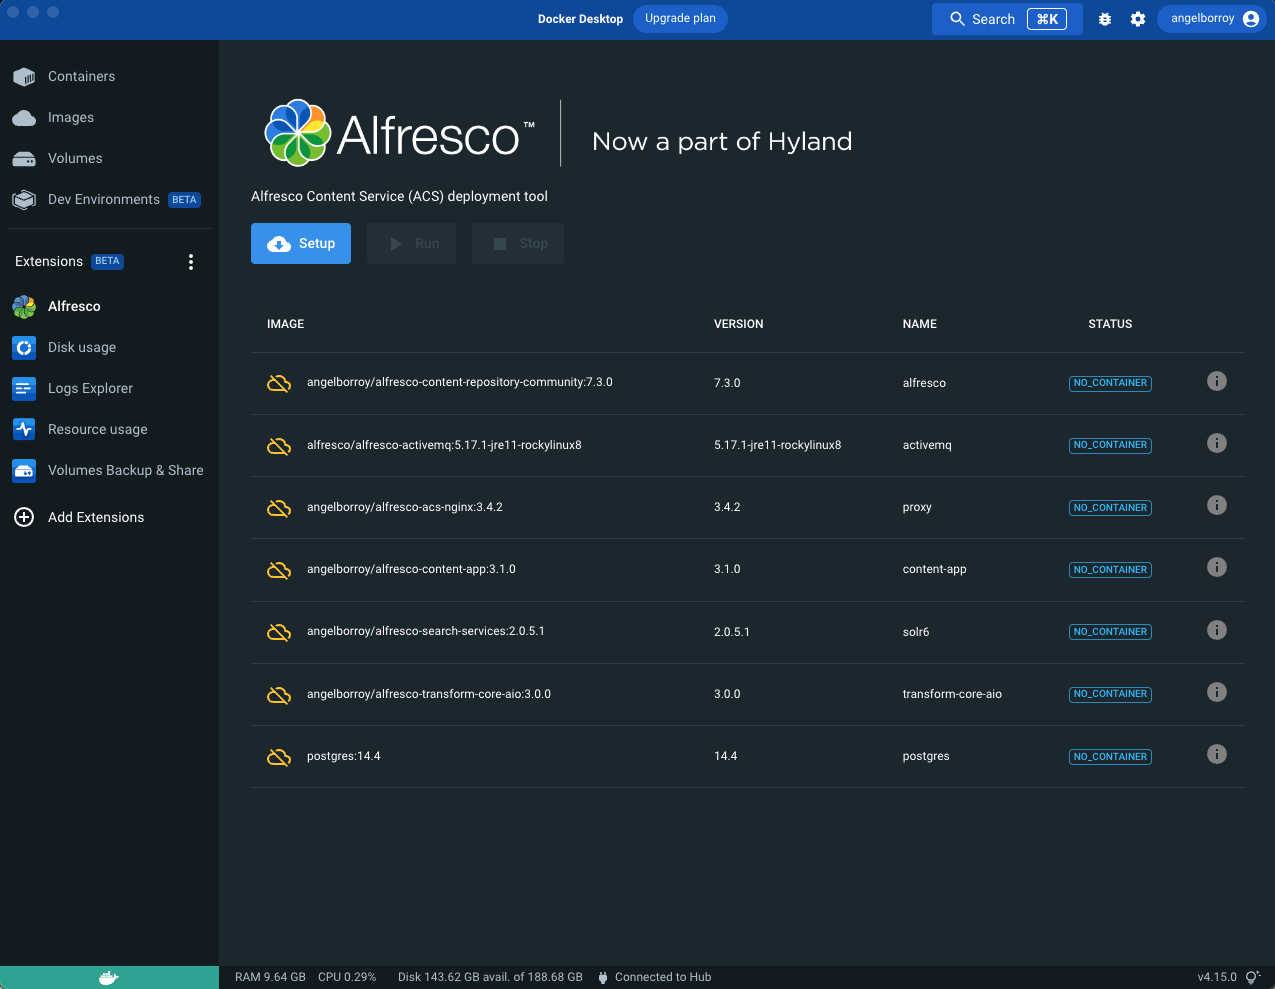 Docker Desktop Upgrade plan Search ⌘K angelborroy
Containers
Images
Volumes
Dev Environments BETA
Extensions BETA
Alfresco
Disk usage
Logs Explorer
Resource usage
Volumes Backup & Share
Add Extensions
Alfresco™ Now a part of Hyland
Alfresco Content Service (ACS) deployment tool
Setup Run Stop
IMAGE VERSION NAME STATUS
angelborroy/alfresco-content-repository-community:7.3.0 7.3.0 alfresco NO_CONTAINER
alfresco/alfresco-activemq:5.17.1-jre11-rockylinux8 5.17.1-jre11-rockylinux8 activemq NO_CONTAINER
angelborroy/alfresco-acs-nginx:3.4.2 3.4.2 proxy NO_CONTAINER
angelborroy/alfresco-content-app:3.1.0 3.1.0 content-app NO_CONTAINER
angelborroy/alfresco-search-services:2.0.5.1 2.0.5.1 solr6 NO_CONTAINER
angelborroy/alfresco-transform-core-aio:3.0.0 3.0.0 transform-core-aio NO_CONTAINER
postgres:14.4 14.4 postgres NO_CONTAINER
RAM 9.64 GB CPU 0.29% Disk 143.62 GB avail. of 188.68 GB Connected to Hub v4.15.0